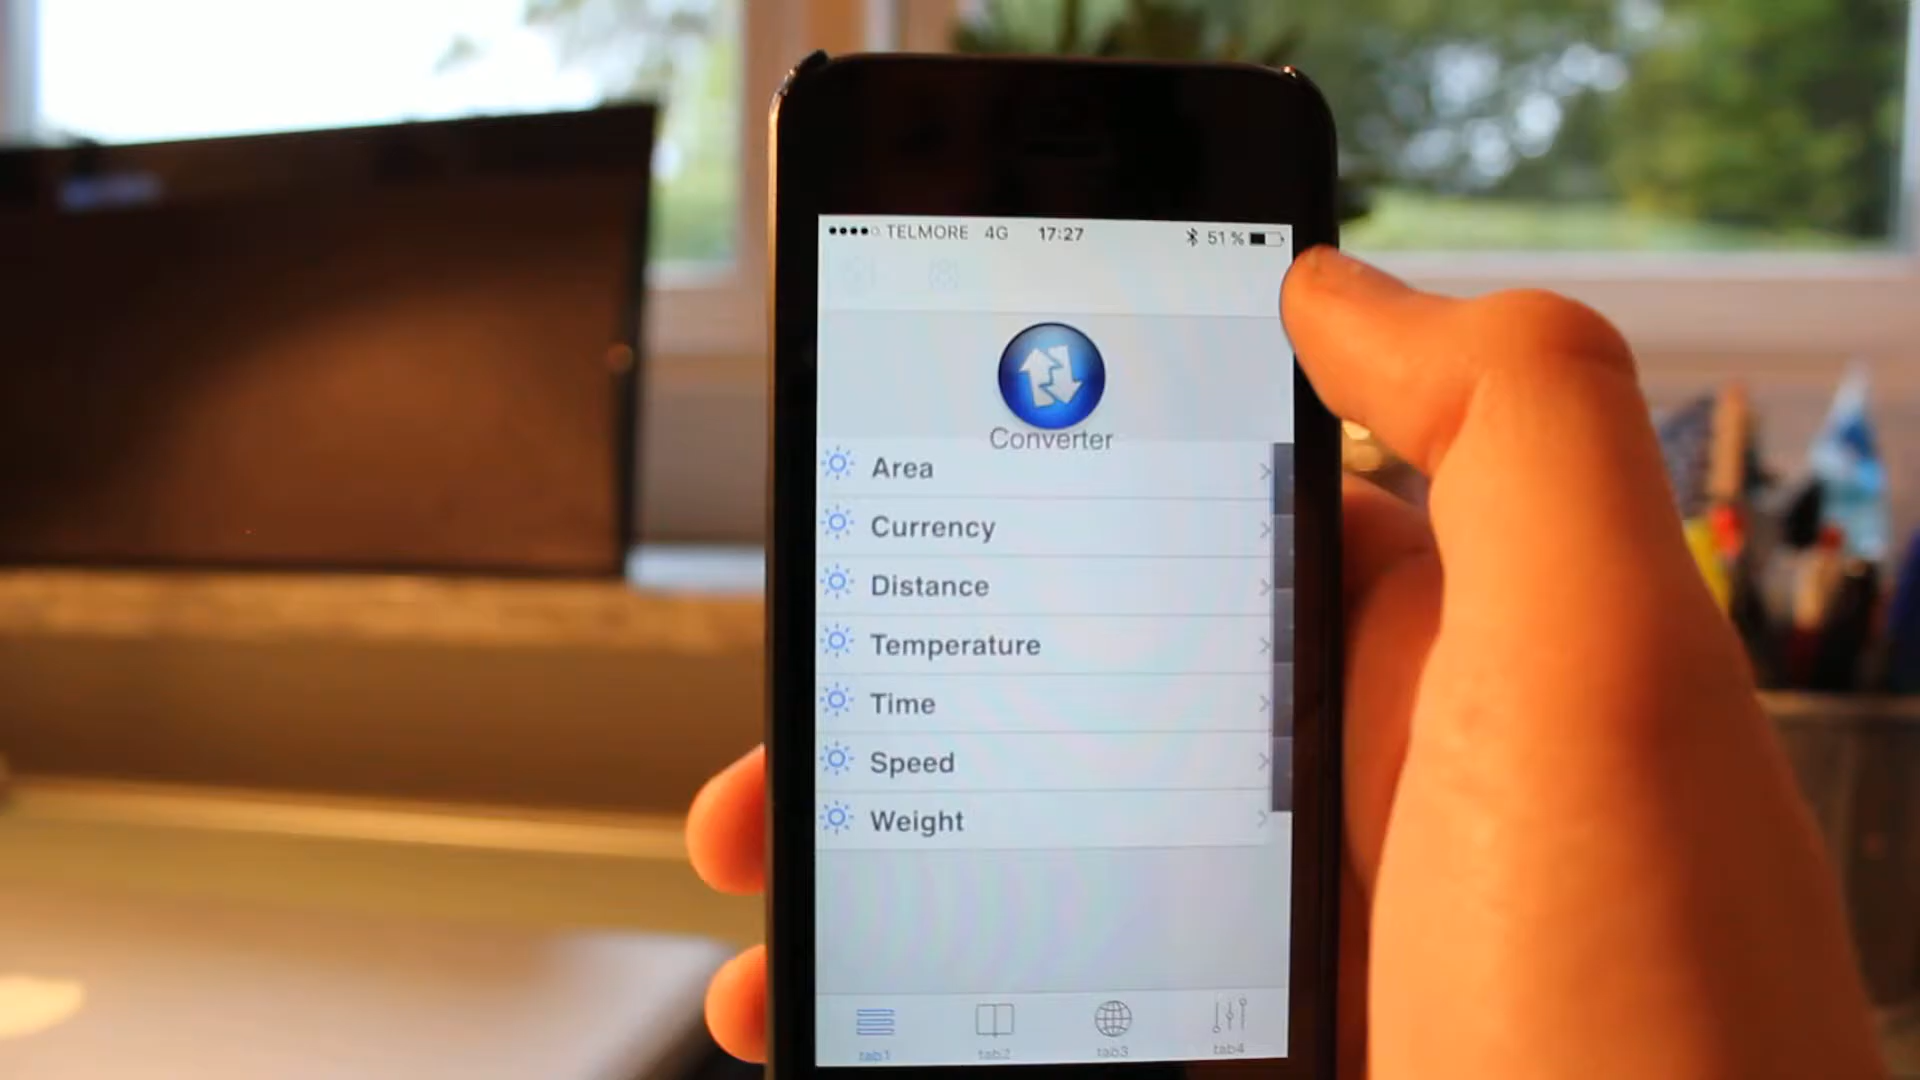 TELMORE 4G 17:27 51 %
Converter
Area
Currency
Distance
Temperature
Time
Speed
Weight
tab1 tab2 tab3 tab4